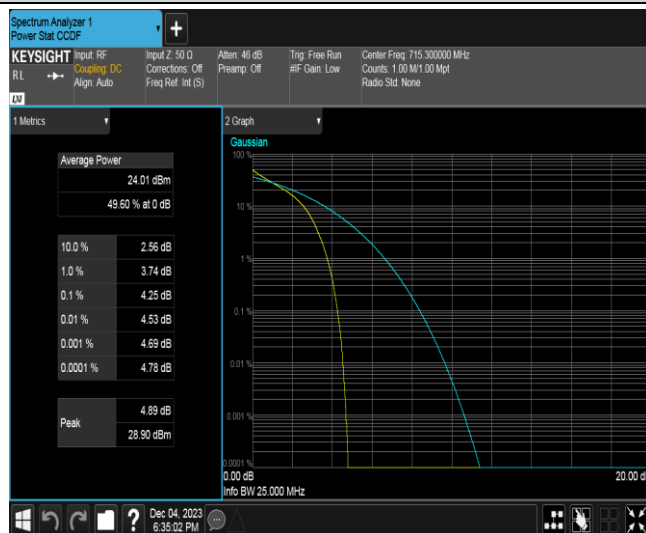 Spectrum Analyzer 1
Power Stat CCDF
+
KEYSIGHT
RL
LXI
Input: RF
Coupling: DC
Align: Auto
Input Z: 50 Ω
Corrections: Off
Freq Ref: Int (S)
Atten: 46 dB
Preamp: Off
Trig: Free Run
#IF Gain: Low
Center Freq: 715.300000 MHz
Counts: 1.00 M/1.00 Mpt
Radio Std: None
1 Metrics
Average Power
24.01 dBm
49.60 % at 0 dB
10.0 % 2.56 dB
1.0 % 3.74 dB
0.1 % 4.25 dB
0.01 % 4.53 dB
0.001 % 4.69 dB
0.0001 % 4.78 dB
Peak
4.89 dB
28.90 dBm
2 Graph
Gaussian
100 %
10 %
1 %
0.1 %
0.01 %
0.001 %
0.0001 %
0.00 dB 20.00 d
Info BW 25.000 MHz
?
Dec 04, 2023
6:35:02 PM